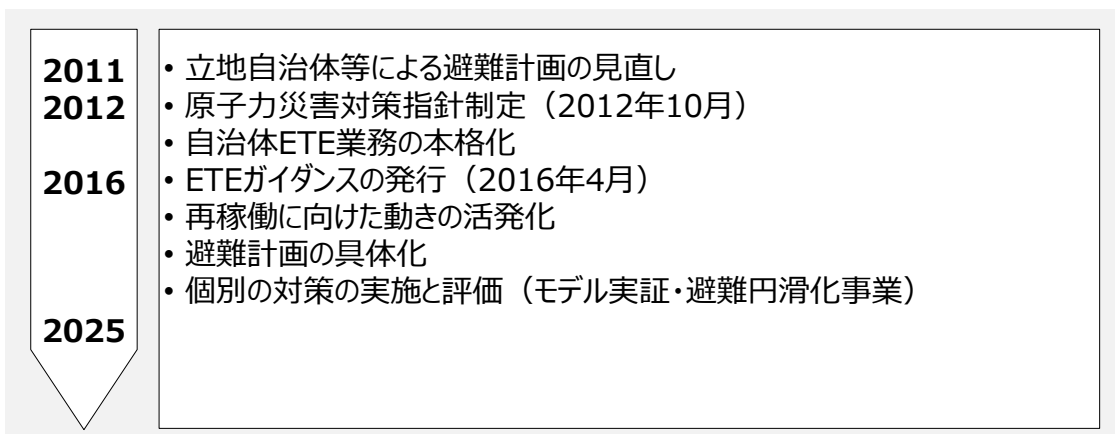 2011
• 立地自治体等による避難計画の見直し
2012
• 原子力災害対策指針制定（2012年10月）
• 自治体ETE業務の本格化
2016
• ETEガイダンスの発行（2016年4月）
• 再稼働に向けた動きの活発化
• 避難計画の具体化
• 個別の対策の実施と評価（モデル実証・避難円滑化事業）
2025